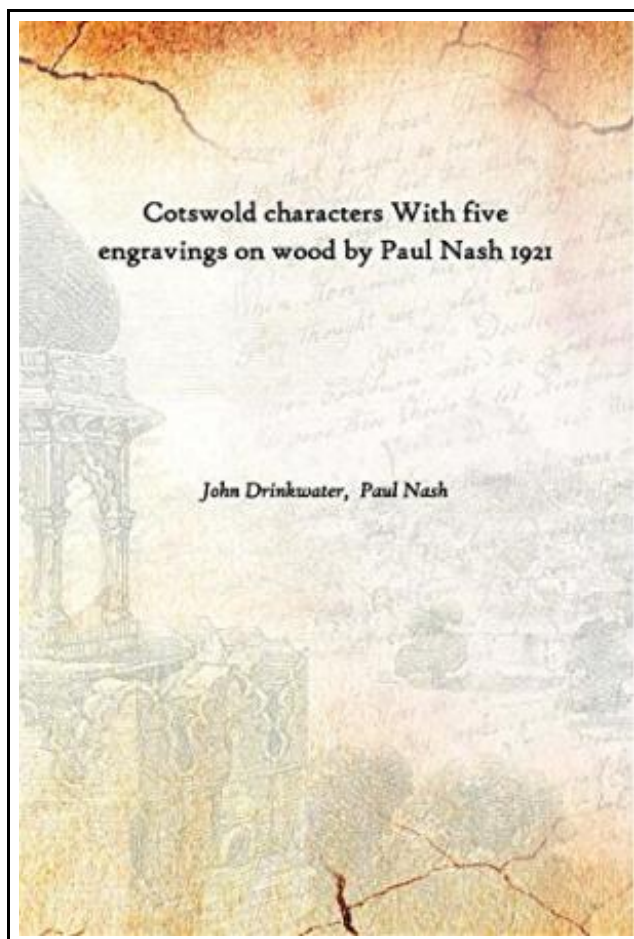 Cotswold characters With five
engravings on wood by Paul Nash 1921
John Drinkwater, Paul Nash